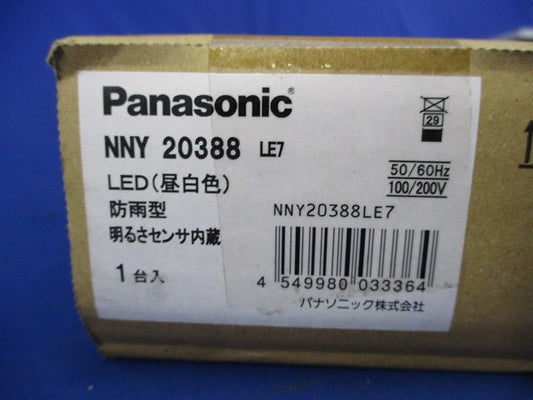 Panasonic®
NNY 20388 LE7
29
LED(昼白色)
50/60Hz
100/200V
防雨型
NNY20388LE7
明るさセンサ内蔵
1台入
4 549980 033364
パナソニック株式会社